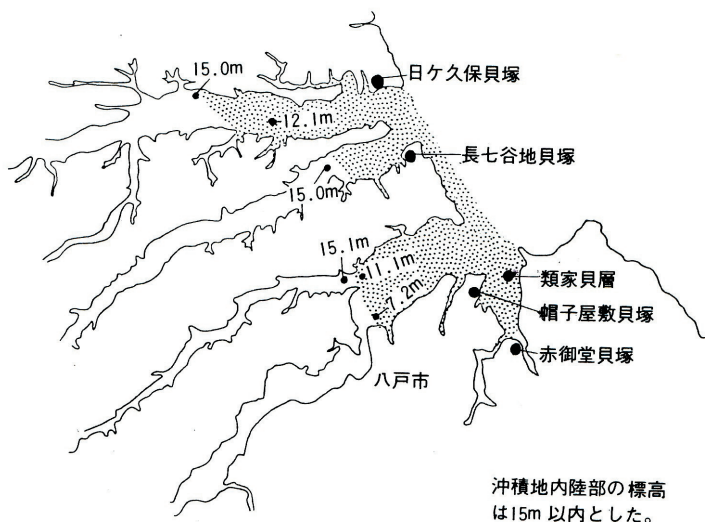 15.0m
日ケ久保貝塚
12.1m
長七谷地貝塚
15.0m
15.1m
11.1m
類家貝層
7.2m
帽子屋敷貝塚
赤御堂貝塚
八戸市
沖積地内陸部の標高
は15m以内とした。